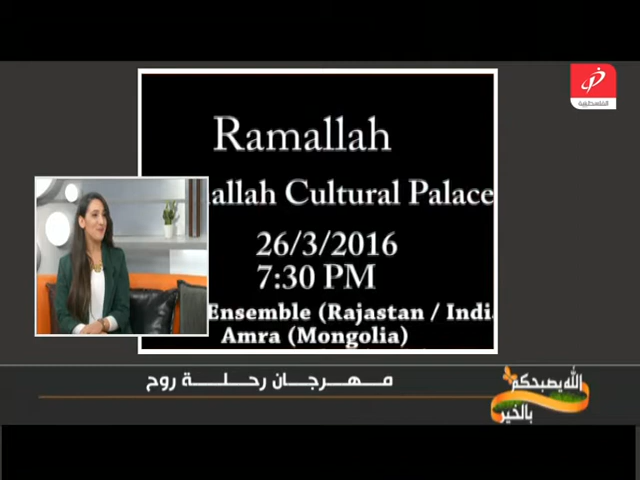 الفلسطينية
Ramallah
allah Cultural Palace
26/3/2016
7:30 PM
Ensemble (Rajastan / Indi
Amra (Mongolia)
مهرجان رحلة روح
الله يصبحكم
بالخير